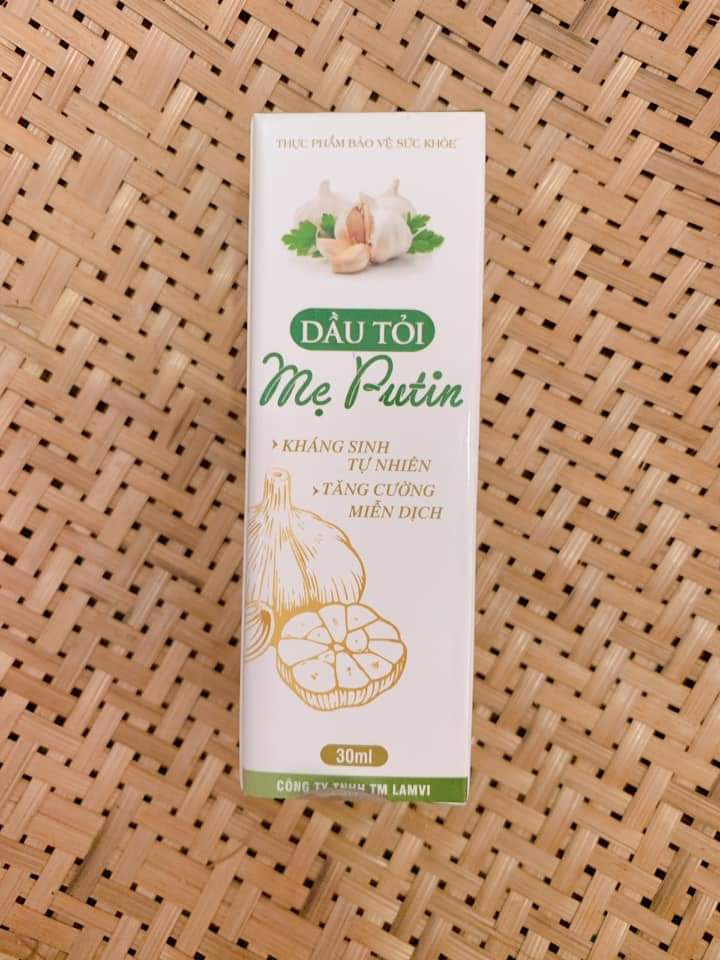 THỰC PHẨM BẢO VỆ SỨC KHỎE
DẦU TỎI
Mẹ Putin
› KHÁNG SINH
TỰ NHIÊN
› TĂNG CƯỜNG
MIỄN DỊCH
30ml
CÔNG TY TNHH TM LAMVI